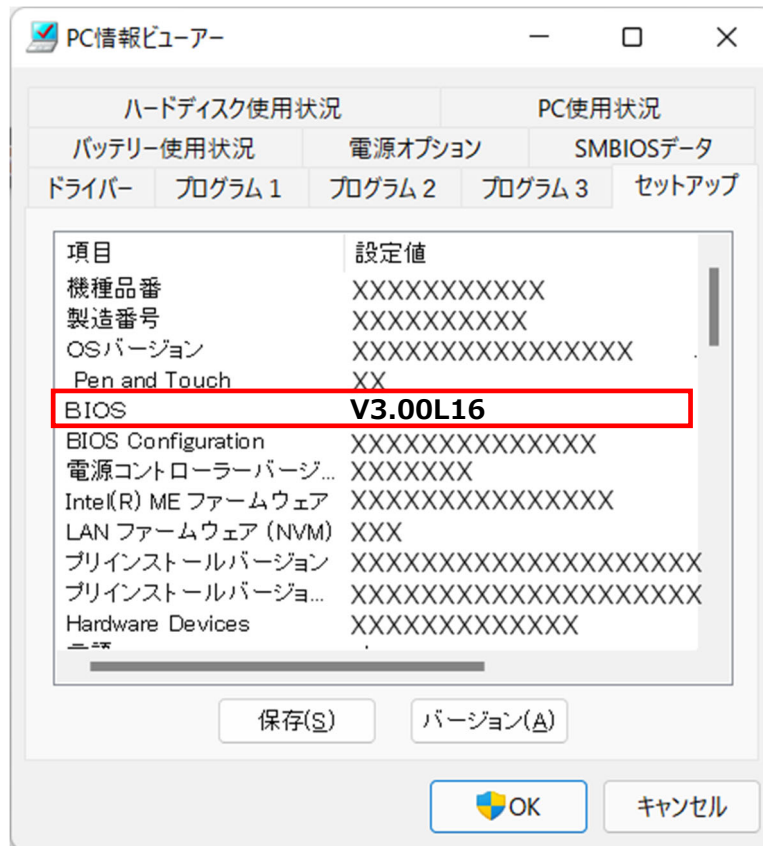 PC情報ビューアー
ハードディスク使用状況 PC使用状況
バッテリー使用状況 電源オプション SMBIOSデータ
ドライバー プログラム 1 プログラム 2 プログラム 3 セットアップ
項目 設定値
機種品番 XXXXXXXXXXX
製造番号 XXXXXXXXXX
OSバージョン XXXXXXXXXXXXXXXX
Pen and Touch XX
BIOS V3.00L16
BIOS Configuration XXXXXXXXXXXXXX
電源コントローラーバージ... XXXXXXX
Intel(R) ME ファームウェア XXXXXXXXXXXXXXX
LAN ファームウェア (NVM) XXX
プリインストールバージョン XXXXXXXXXXXXXXXXXXXX
プリインストールバージョ... XXXXXXXXXXXXXXXXXXXX
Hardware Devices XXXXXXXXXXXXX
保存(S) バージョン(A)
OK キャンセル